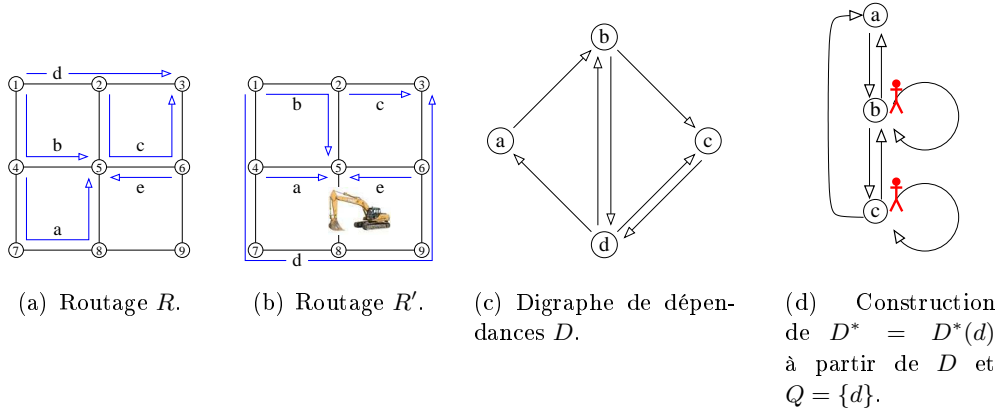 d
1
2
3
b
c
4
5
6
e
a
7
8
9
(a) Routage R.
1
2
3
b
c
4
5
6
a
e
7
8
9
d
(b) Routage R′.
b
a
c
d
(c) Digraphe de dépen-
dances D.
a
b
c
(d) Construction
de D* = D*(d)
à partir de D et
Q = {d}.